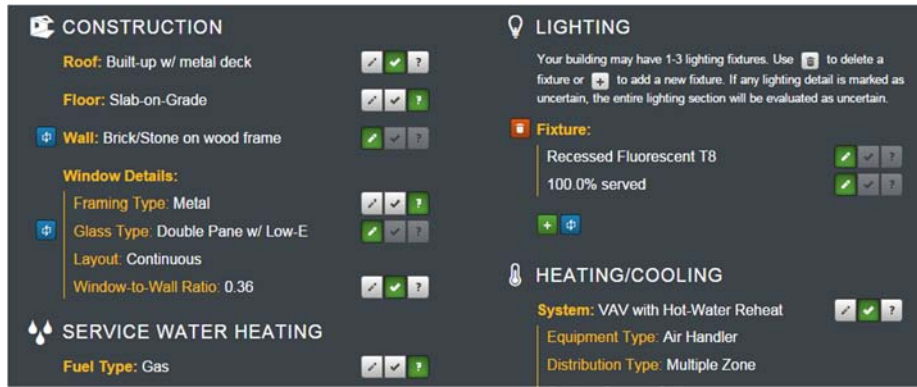 CONSTRUCTION
Roof: Built-up w/ metal deck
Floor: Slab-on-Grade
Wall: Brick/Stone on wood frame
Window Details:
Framing Type: Metal
Glass Type: Double Pane w/ Low-E
Layout: Continuous
Window-to-Wall Ratio: 0.36
SERVICE WATER HEATING
Fuel Type: Gas
LIGHTING
Your building may have 1-3 lighting fixtures. Use to delete a
fixture or + to add a new fixture. If any lighting detail is marked as
uncertain, the entire lighting section will be evaluated as uncertain.
Fixture:
Recessed Fluorescent T8
100.0% served
HEATING/COOLING
System: VAV with Hot-Water Reheat
Equipment Type: Air Handler
Distribution Type: Multiple Zone